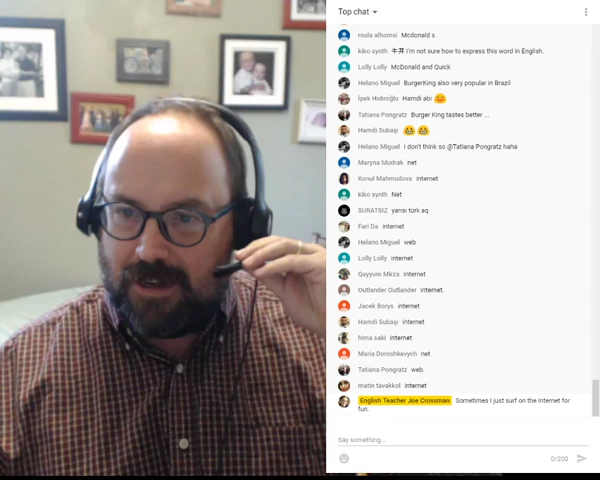 Top chat
roula alhomsi Mcdonald s
kiko synth 牛丼 I'm not sure how to express this word in English.
Lolly Lolly McDonald and Quick
Helano Miguel BurgerKing also very popular in Brazil
İpek Hıdıroğlu Hamdi abi
Tatiana Pongratz Burger King tastes better ...
Hamdi Subaşı
Helano Miguel I don't think so @Tatiana Pongratz haha
Maryna Mudrak net
Konul Mahmudova internet
kiko synth Net
SURATSIZ yarısı türk aq
Fari Da internet
Helano Miguel web
Lolly Lolly internet
Qayyum Mirza Internet
Outlander Outlander internet.
Jacek Borys internet
Hamdi Subaşı internet
hima saki internet
Maria Doroshkevych net
Tatiana Pongratz web
matin tavakkol internet
English Teacher Joe Crossman Sometimes I just surf on the Internet for
fun.
Say something...
0/200